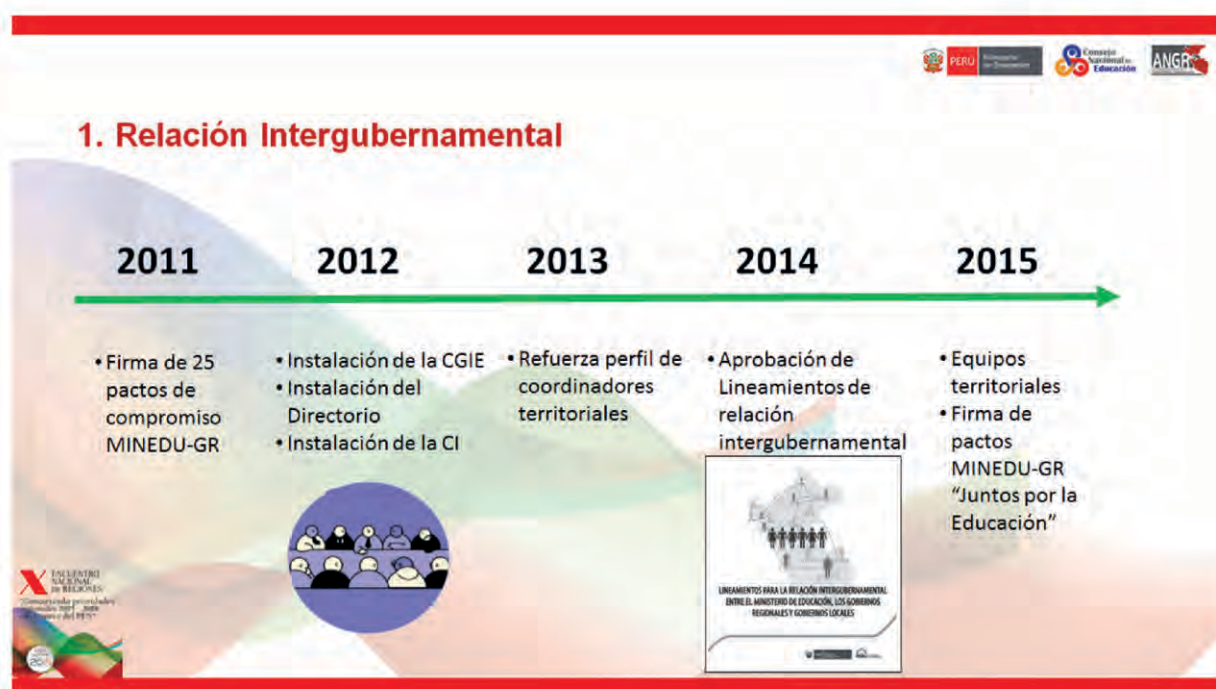 PERÚ
Ministerio
de Educación
Consejo
Nacional de
Educación
ANGR
1. Relación Intergubernamental
2011
2012
2013
2014
2015
• Firma de 25
pactos de
compromiso
MINEDU-GR
• Instalación de la CGIE
• Instalación del
Directorio
• Instalación de la CI
• Refuerza perfil de
coordinadores
territoriales
• Aprobación de
Lineamientos de
relación
intergubernamental
LINEAMIENTOS PARA LA RELACIÓN INTERGUBERNAMENTAL
ENTRE EL MINISTERIO DE EDUCACIÓN, LOS GOBIERNOS
REGIONALES Y GOBIERNOS LOCALES
• Equipos
territoriales
• Firma de
pactos
MINEDU-GR
“Juntos por la
Educación”
X ENCUENTRO
NACIONAL
de REGIONES